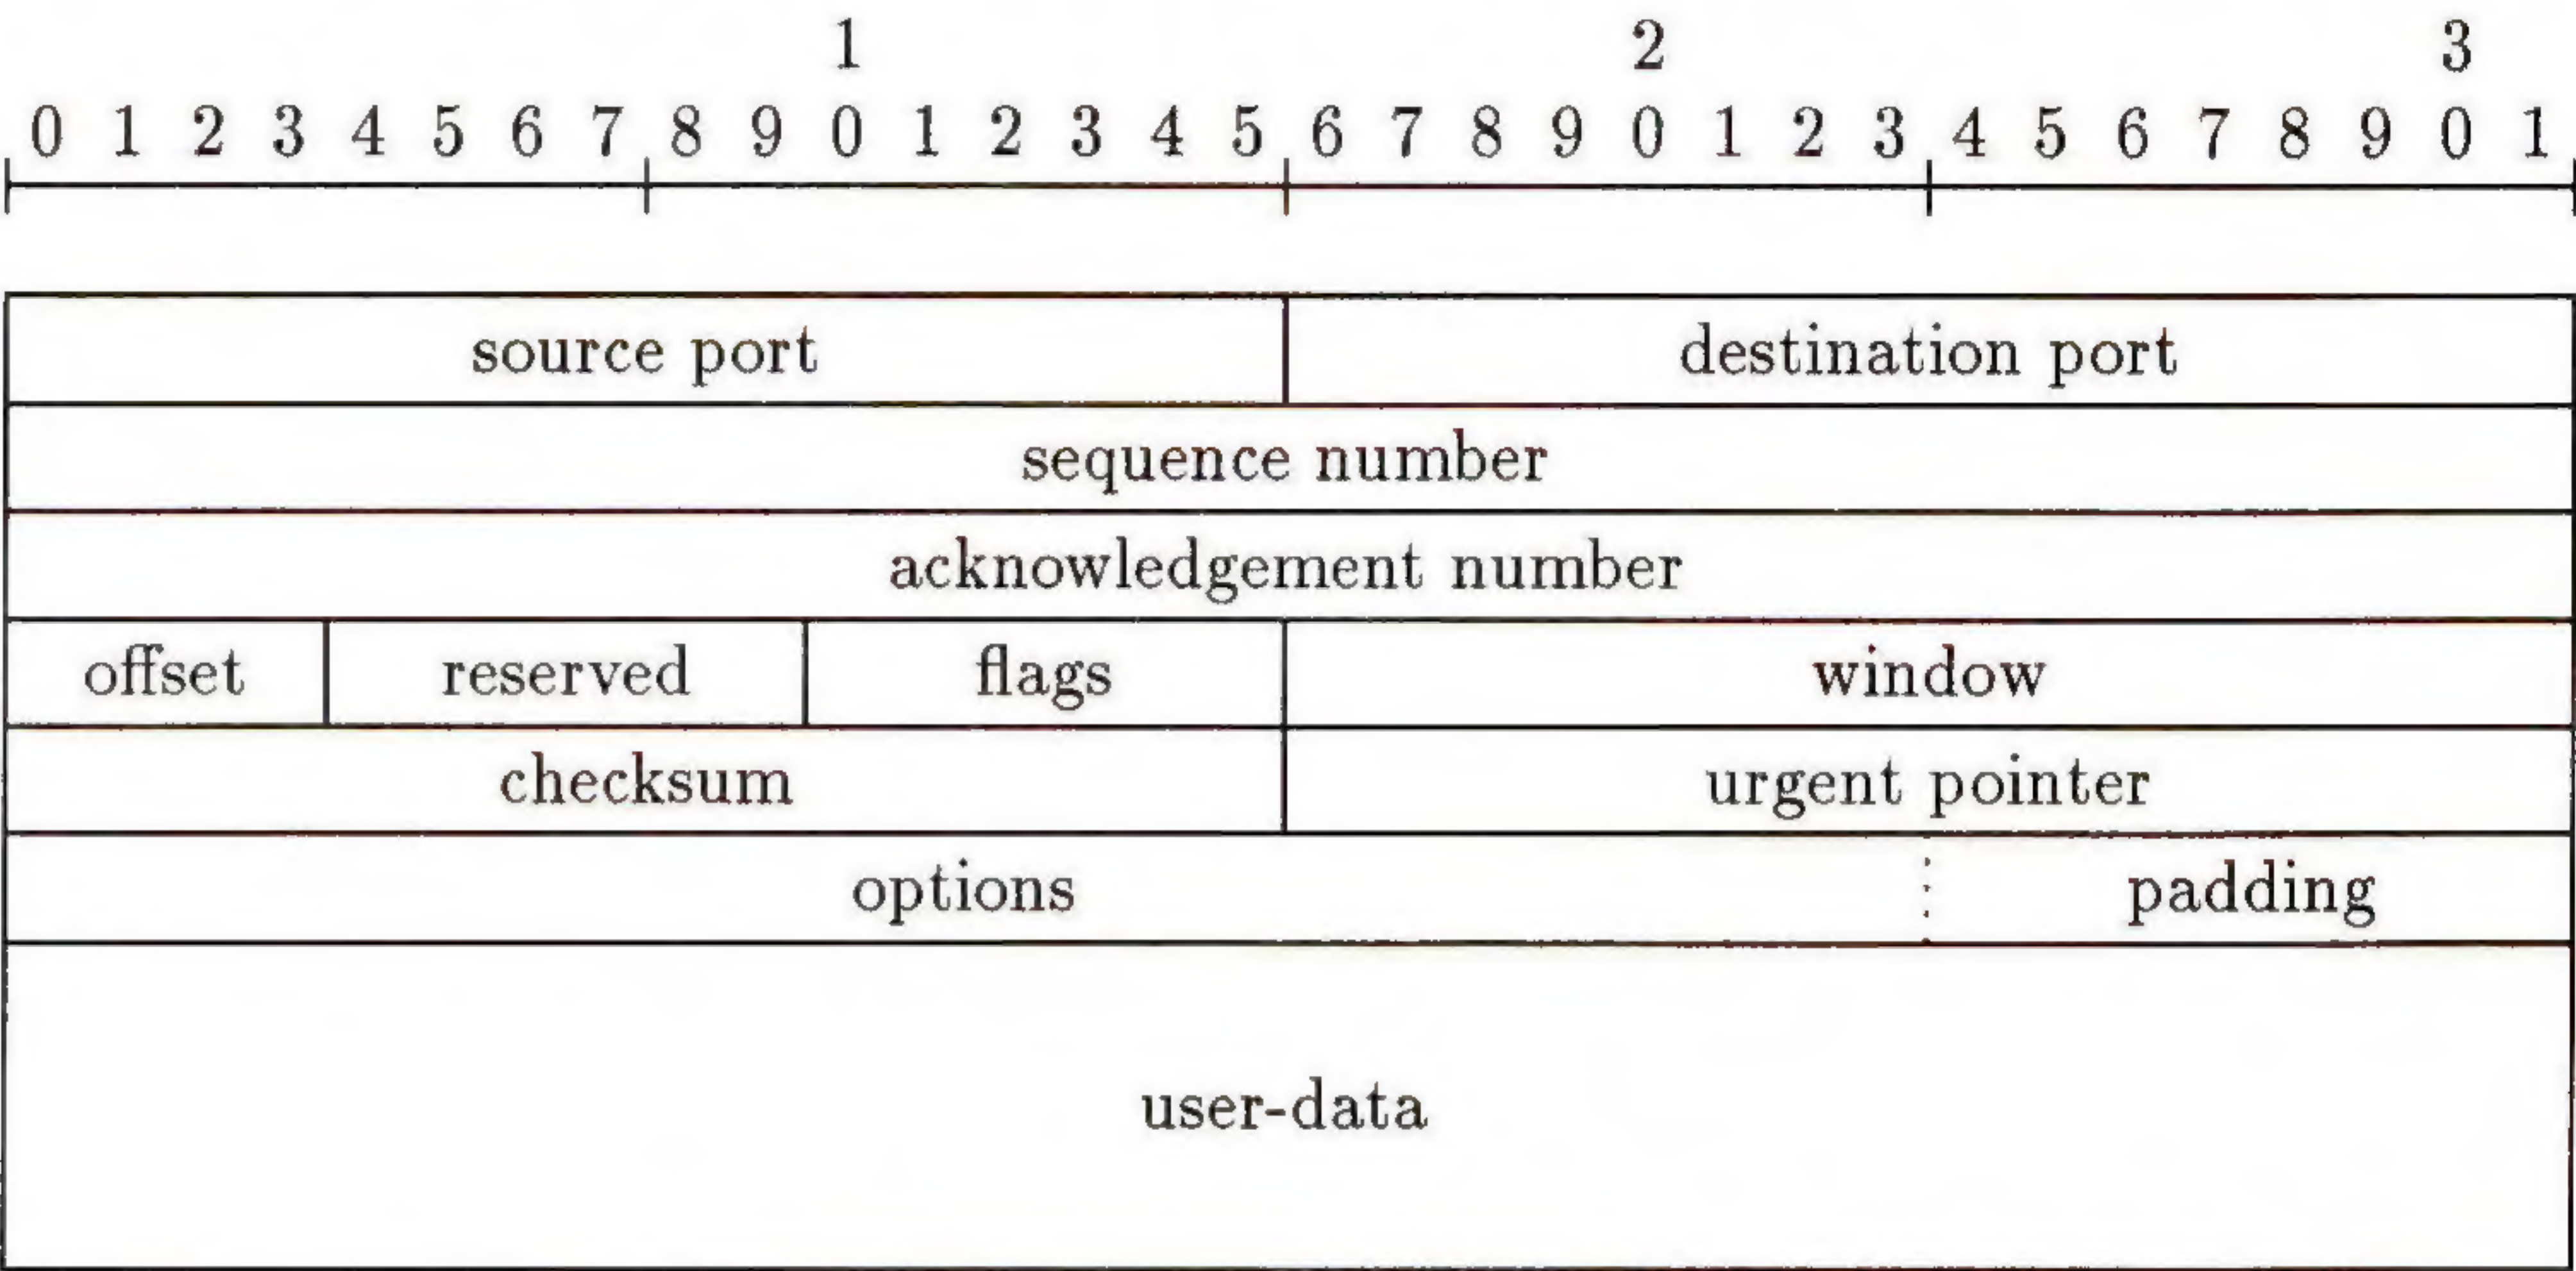 1 2 3
0 1 2 3 4 5 6 7 8 9 0 1 2 3 4 5 6 7 8 9 0 1 2 3 4 5 6 7 8 9 0 1
source port destination port
sequence number
acknowledgement number
offset reserved flags window
checksum urgent pointer
options padding
user-data